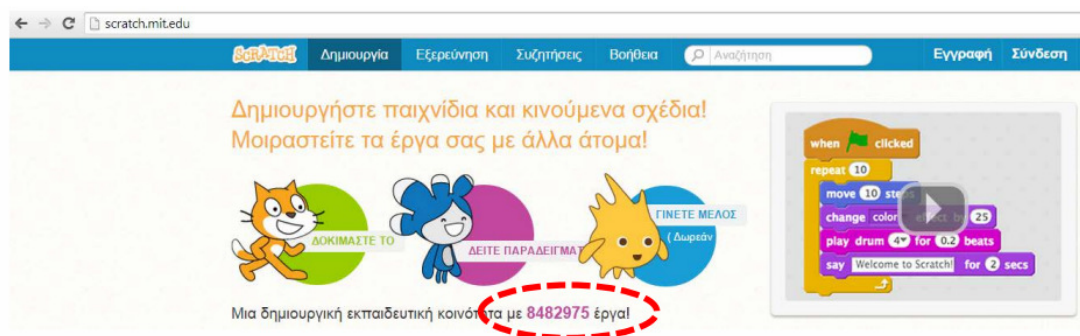 scratch.mit.edu
SCRATCH Δημιουργία Εξερεύνηση Συζητήσεις Βοήθεια Αναζήτηση Εγγραφή Σύνδεση
Δημιουργήστε παιχνίδια και κινούμενα σχέδια!
Μοιραστείτε τα έργα σας με άλλα άτομα!
ΔΟΚΙΜΑΣΤΕ ΤΟ
ΔΕΙΤΕ ΠΑΡΑΔΕΙΓΜΑΤ
ΓΙΝΕΤΕ ΜΕΛΟΣ
( Δωρεάν
Μια δημιουργική εκπαιδευτική κοινότητα με 8482975 έργα!
when clicked
repeat 10
move 10 steps
change color effect by 25
play drum 4 for 0.2 beats
say Welcome to Scratch! for 2 secs